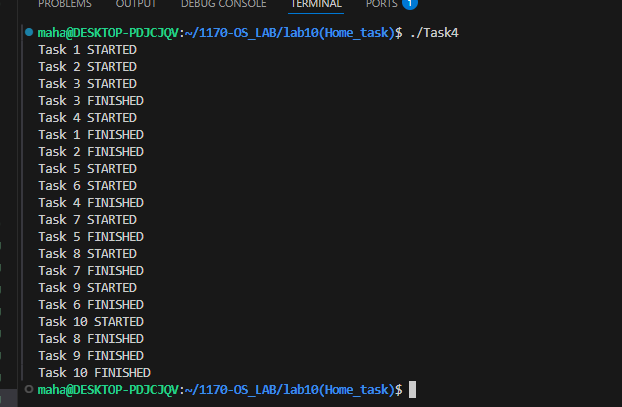 PROBLEMS OUTPUT DEBUG CONSOLE TERMINAL PORTS 1
maha@DESKTOP-PDJCJQV:~/1170-OS_LAB/lab10(Home_task)$ ./Task4
Task 1 STARTED
Task 2 STARTED
Task 3 STARTED
Task 3 FINISHED
Task 4 STARTED
Task 1 FINISHED
Task 2 FINISHED
Task 5 STARTED
Task 6 STARTED
Task 4 FINISHED
Task 7 STARTED
Task 5 FINISHED
Task 8 STARTED
Task 7 FINISHED
Task 9 STARTED
Task 6 FINISHED
Task 10 STARTED
Task 8 FINISHED
Task 9 FINISHED
Task 10 FINISHED
maha@DESKTOP-PDJCJQV:~/1170-OS_LAB/lab10(Home_task)$